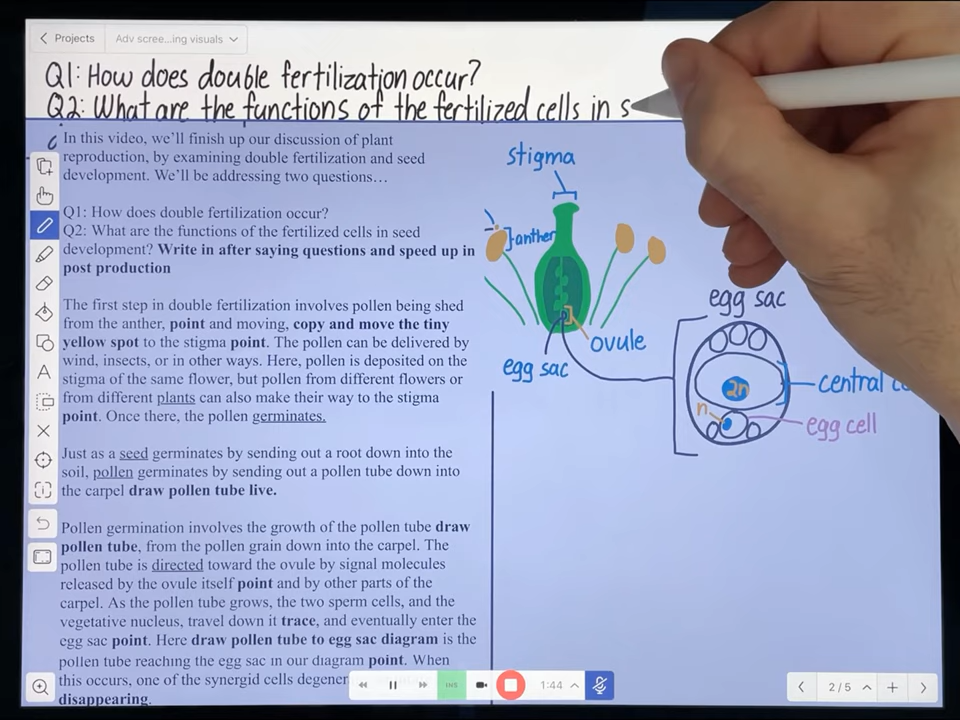 Projects
Adv scree...ing visuals
Q1: How does double fertilization occur?
Q2: What are the functions of the fertilized cells in s
In this video, we'll finish up our discussion of plant
reproduction, by examining double fertilization and seed
development. We'll be addressing two questions…
Q1: How does double fertilization occur?
Q2: What are the functions of the fertilized cells in seed
development? Write in after saying questions and speed up in
post production
The first step in double fertilization involves pollen being shed
from the anther, point and moving, copy and move the tiny
yellow spot to the stigma point. The pollen can be delivered by
wind, insects, or in other ways. Here, pollen is deposited on the
stigma of the same flower, but pollen from different flowers or
from different plants can also make their way to the stigma
point. Once there, the pollen germinates.
Just as a seed germinates by sending out a root down into the
soil, pollen germinates by sending out a pollen tube down into
the carpel draw pollen tube live.
Pollen germination involves the growth of the pollen tube draw
pollen tube, from the pollen grain down into the carpel. The
pollen tube is directed toward the ovule by signal molecules
released by the ovule itself point and by other parts of the
carpel. As the pollen tube grows, the two sperm cells, and the
vegetative nucleus, travel down it trace, and eventually enter the
egg sac point. Here draw pollen tube to egg sac diagram is the
pollen tube reaching the egg sac in our diagram point. When
this occurs, one of the synergid cells degener
disappearing.
stigma
anther
ovule
egg sac
egg sac
2n
central
n
egg cell
INS
1:44
2/5